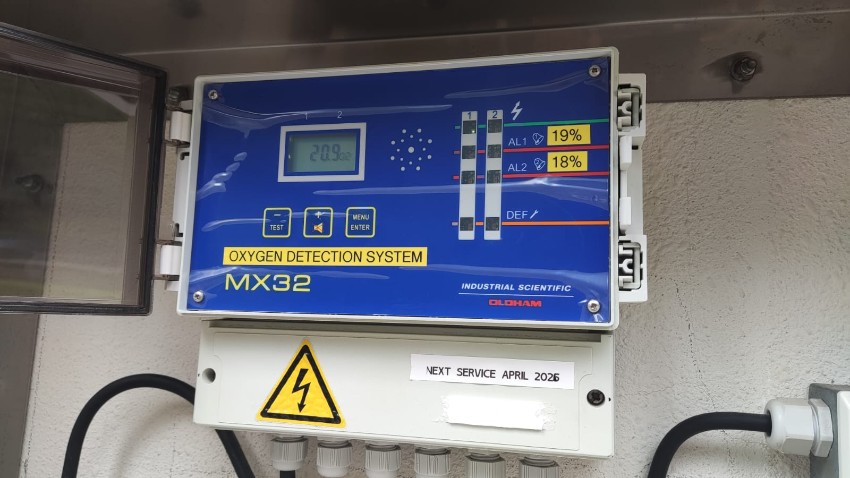 1 2
20.9 O2
1 2
AL1 19%
AL2 18%
DEF
- TEST
+
MENU ENTER
OXYGEN DETECTION SYSTEM
MX32
INDUSTRIAL SCIENTIFIC
OLDHAM
NEXT SERVICE APRIL 2026